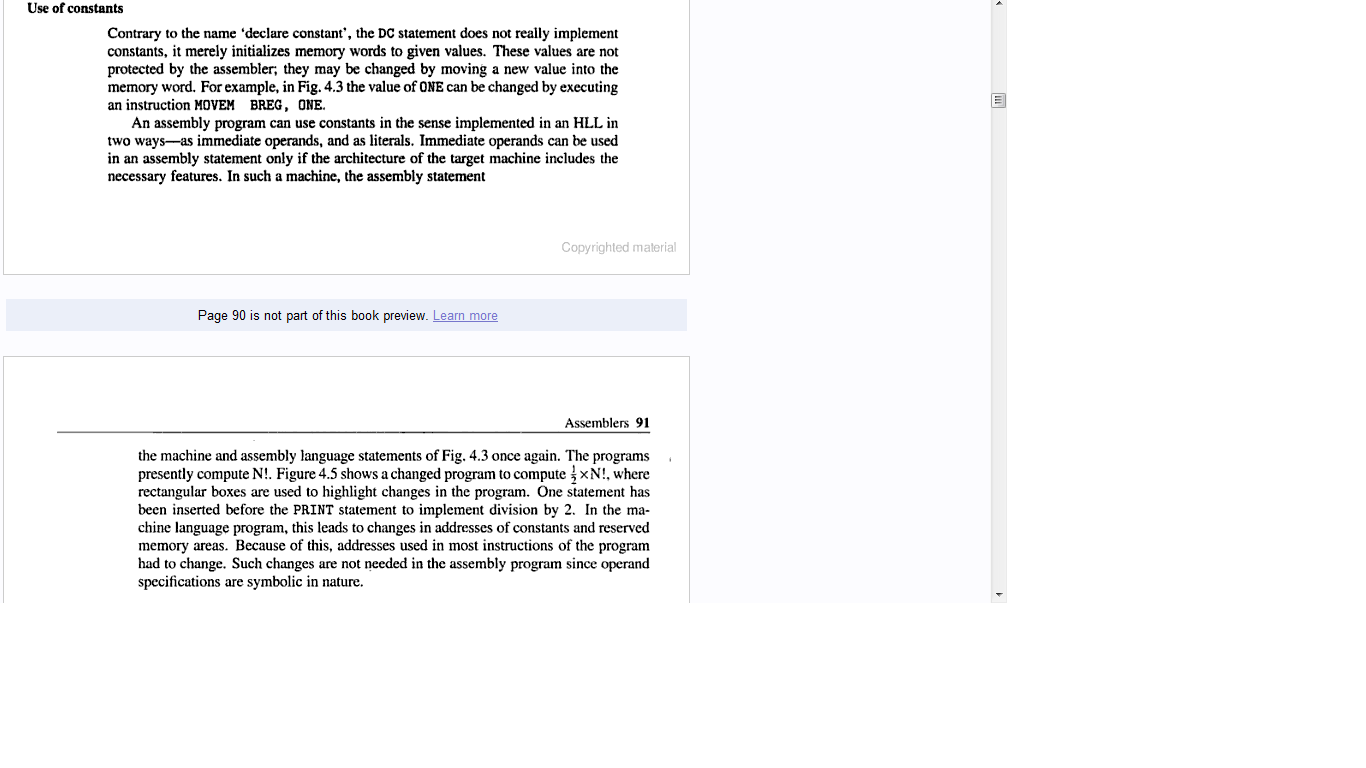 Use of constants
Contrary to the name ‘declare constant’, the DC statement does not really implement
constants, it merely initializes memory words to given values. These values are not
protected by the assembler; they may be changed by moving a new value into the
memory word. For example, in Fig. 4.3 the value of ONE can be changed by executing
an instruction MOVEM BREG, ONE.
An assembly program can use constants in the sense implemented in an HLL in
two ways—as immediate operands, and as literals. Immediate operands can be used
in an assembly statement only if the architecture of the target machine includes the
necessary features. In such a machine, the assembly statement
Copyrighted material
Page 90 is not part of this book preview. Learn more
Assemblers 91
the machine and assembly language statements of Fig. 4.3 once again. The programs
presently compute N!. Figure 4.5 shows a changed program to compute ½×N!, where
rectangular boxes are used to highlight changes in the program. One statement has
been inserted before the PRINT statement to implement division by 2. In the ma-
chine language program, this leads to changes in addresses of constants and reserved
memory areas. Because of this, addresses used in most instructions of the program
had to change. Such changes are not needed in the assembly program since operand
specifications are symbolic in nature.